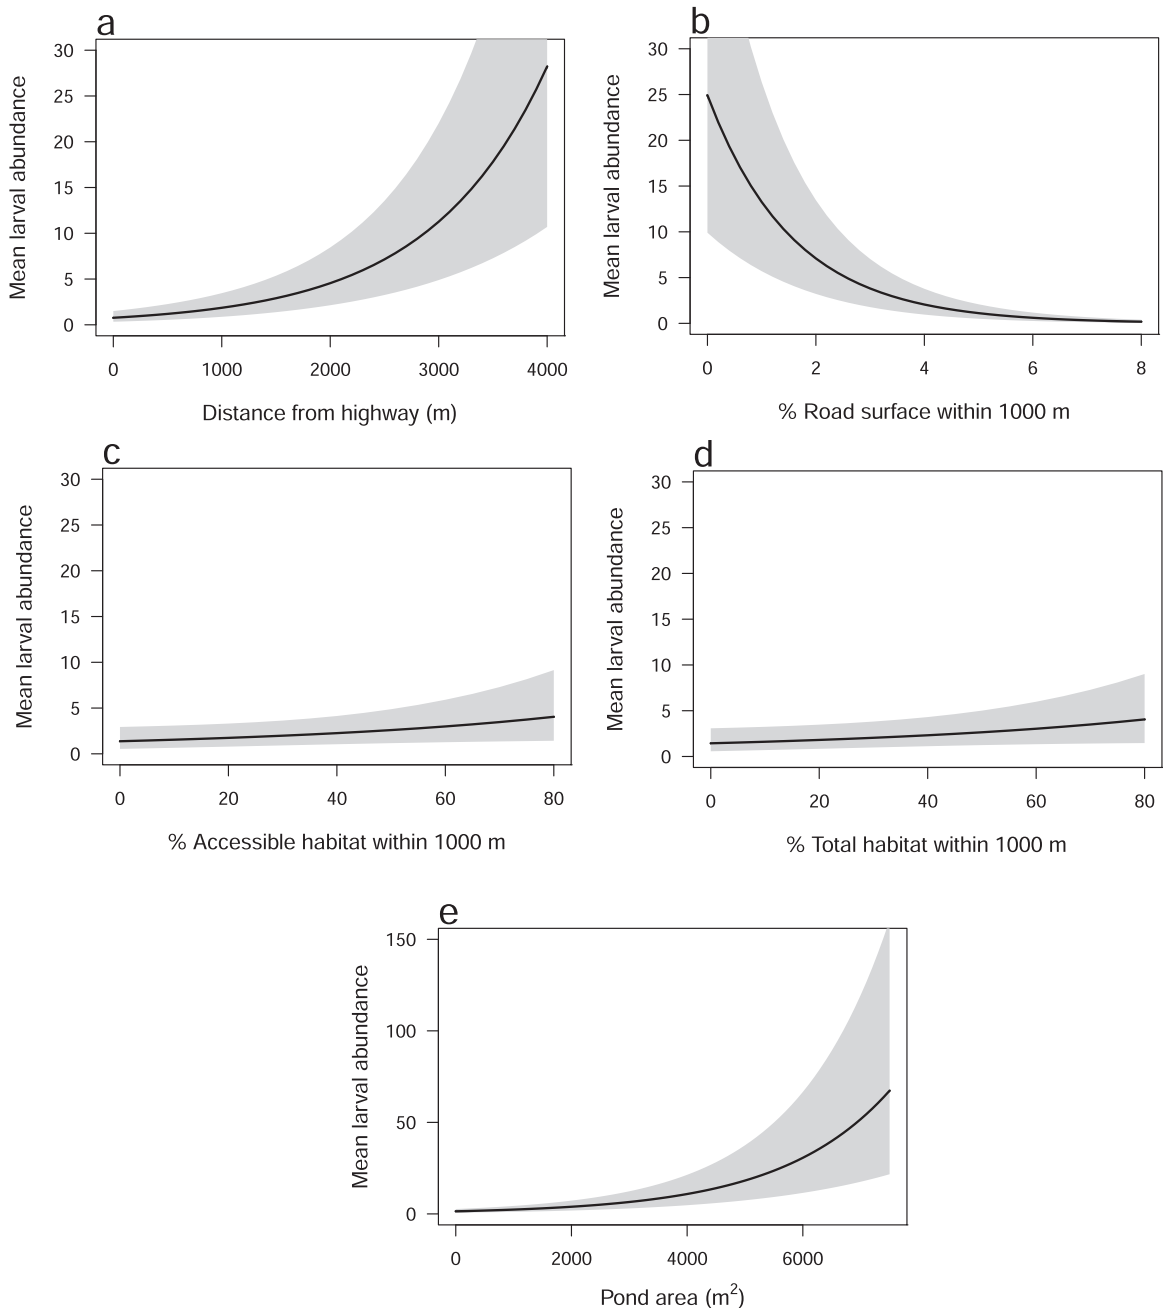 a
Mean larval abundance
30
25
20
15
10
5
0
0 1000 2000 3000 4000
Distance from highway (m)
b
Mean larval abundance
30
25
20
15
10
5
0
0 2 4 6 8
% Road surface within 1000 m
c
Mean larval abundance
30
25
20
15
10
5
0
0 20 40 60 80
% Accessible habitat within 1000 m
d
Mean larval abundance
30
25
20
15
10
5
0
0 20 40 60 80
% Total habitat within 1000 m
e
Mean larval abundance
150
100
50
0
0 2000 4000 6000
Pond area (m²)